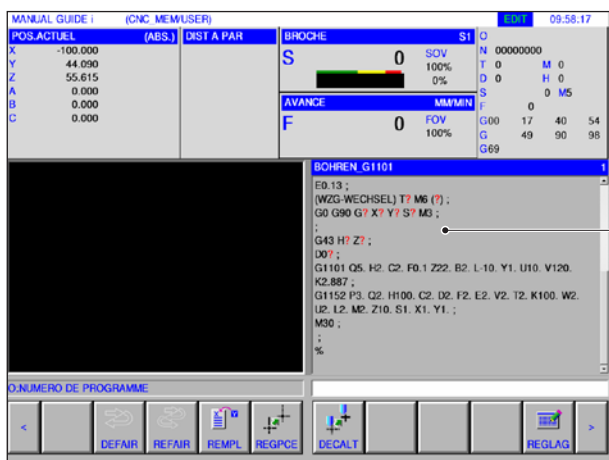 MANUAL GUIDE i (CNC_MEM/USER) EDIT 09:58:17
POS.ACTUEL (ABS.) DIST A PAR
X -100.000
Y 44.090
Z 55.615
A 0.000
B 0.000
C 0.000
BROCHE S1
S 0 SOV
100%
0%
AVANCE MM/MIN
F 0 FOV
100%
O
N 00000000
T 0 M 0
D 0 H 0
S 0 M5
F 0
G00 17 40 54
G 49 90 98
G69
BOHREN_G1101 1
E0.13 ;
(WZG-WECHSEL) T? M6 (?) ;
G0 G90 G? X? Y? S? M3 ;
;
G43 H? Z? ;
D0? ;
G1101 Q5. H2. C2. F0.1 Z22. B2. L-10. Y1. U10. V120.
K2.887 ;
G1152 P3. Q2. H100. C2. D2. F2. E2. V2. T2. K100. W2.
U2. L2. M2. Z10. S1. X1. Y1. ;
M30 ;
;
%
O:NUMERO DE PROGRAMME
< DEFAIR REFAIR REMPL REGPCE DECALT REGLAG >